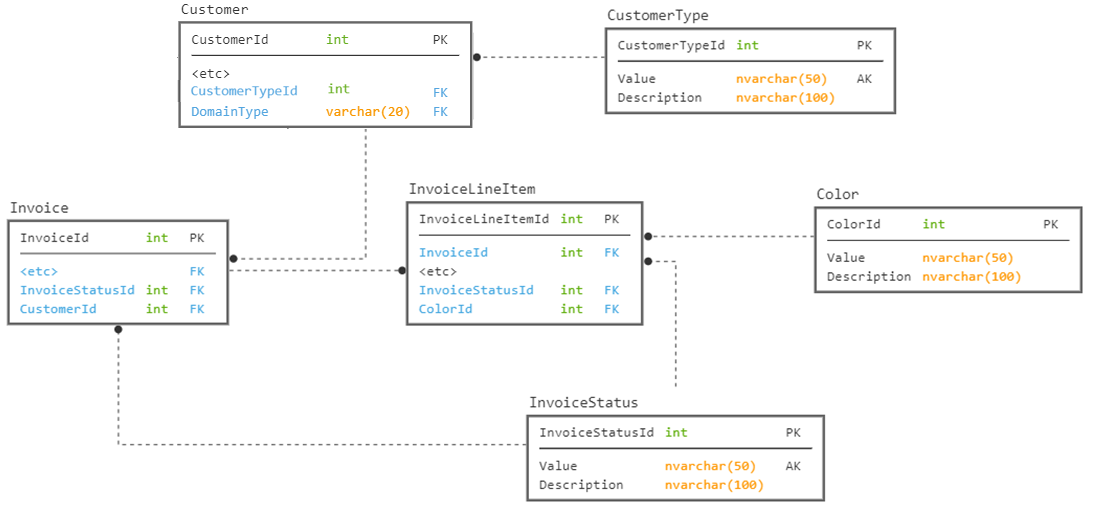 Customer
CustomerId int PK
<etc>
CustomerTypeId int FK
DomainType varchar(20) FK
CustomerType
CustomerTypeId int PK
Value nvarchar(50) AK
Description nvarchar(100)
Invoice
InvoiceId int PK
<etc> FK
InvoiceStatusId int FK
CustomerId int FK
InvoiceLineItem
InvoiceLineItemId int PK
InvoiceId int FK
<etc>
InvoiceStatusId int FK
ColorId int FK
Color
ColorId int PK
Value nvarchar(50)
Description nvarchar(100)
InvoiceStatus
InvoiceStatusId int PK
Value nvarchar(50) AK
Description nvarchar(100)